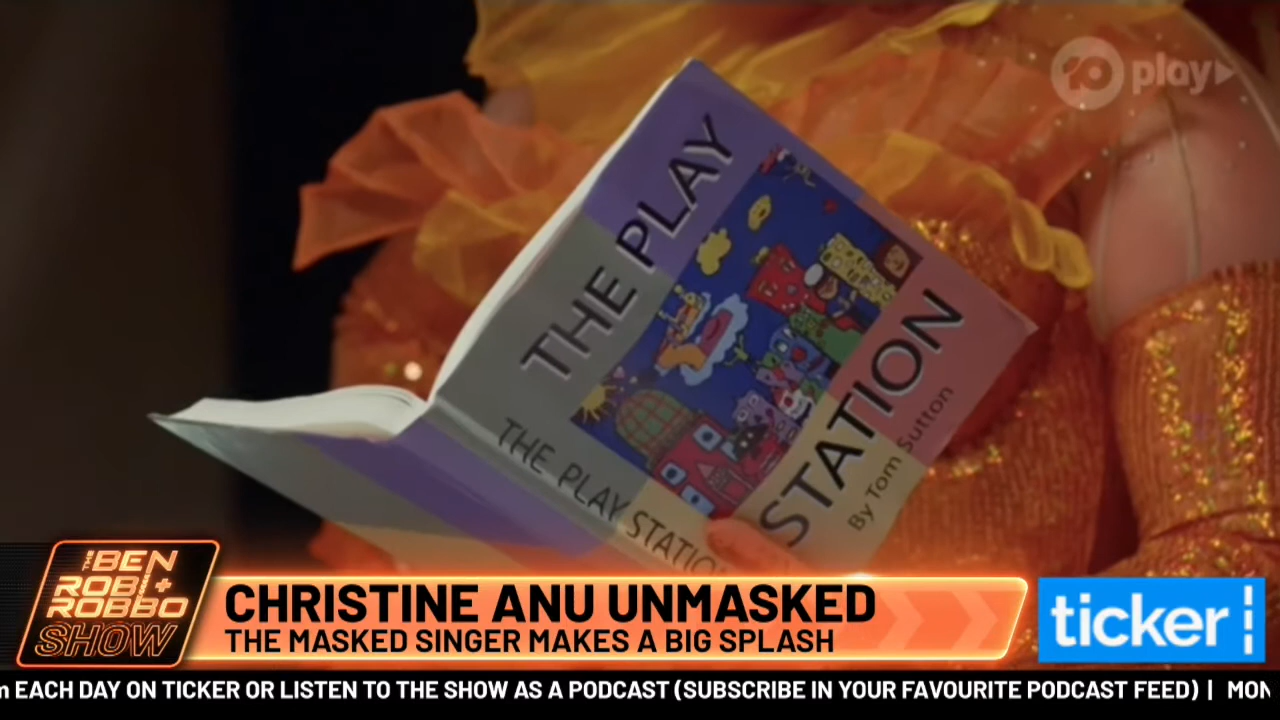 10 play
THE PLAY
STATION
By Tom Sutton
THE PLAY STATIO
THE BEN
ROBI +
ROBBO
SHOW
CHRISTINE ANU UNMASKED
THE MASKED SINGER MAKES A BIG SPLASH
ticker
m EACH DAY ON TICKER OR LISTEN TO THE SHOW AS A PODCAST (SUBSCRIBE IN YOUR FAVOURITE PODCAST FEED) | MON